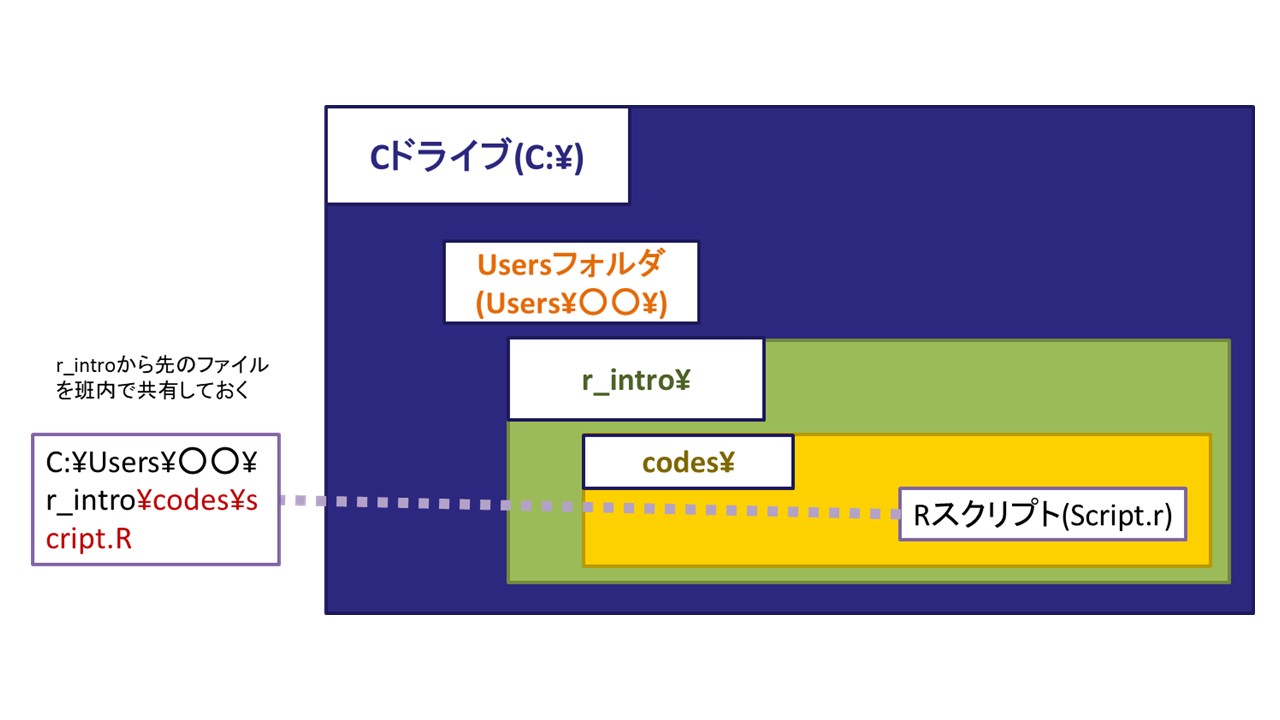 Cドライブ(C:¥)
Usersフォルダ
(Users¥〇〇¥)
r_intro¥
codes¥
Rスクリプト(Script.r)
r_introから先のファイル
を班内で共有しておく
C:¥Users¥〇〇¥
r_intro¥codes¥s
cript.R